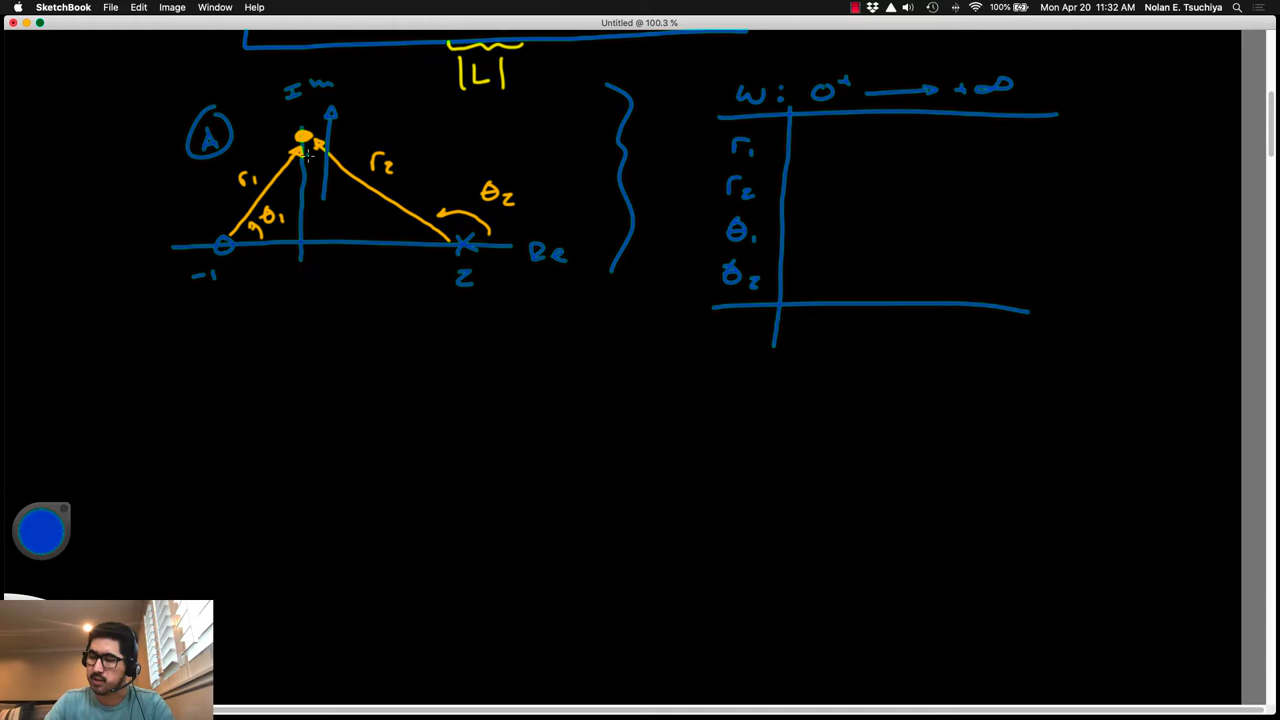 SketchBook File Edit Image Window Help 100% Mon Apr 20 11:32 AM Nolan E. Tsuchiya
Untitled @ 100.3 %
|L|
Im
A
r1
θ1
r2
θ2
-1
2
Re
W: 0+ → +∞
r1
r2
θ1
θ2